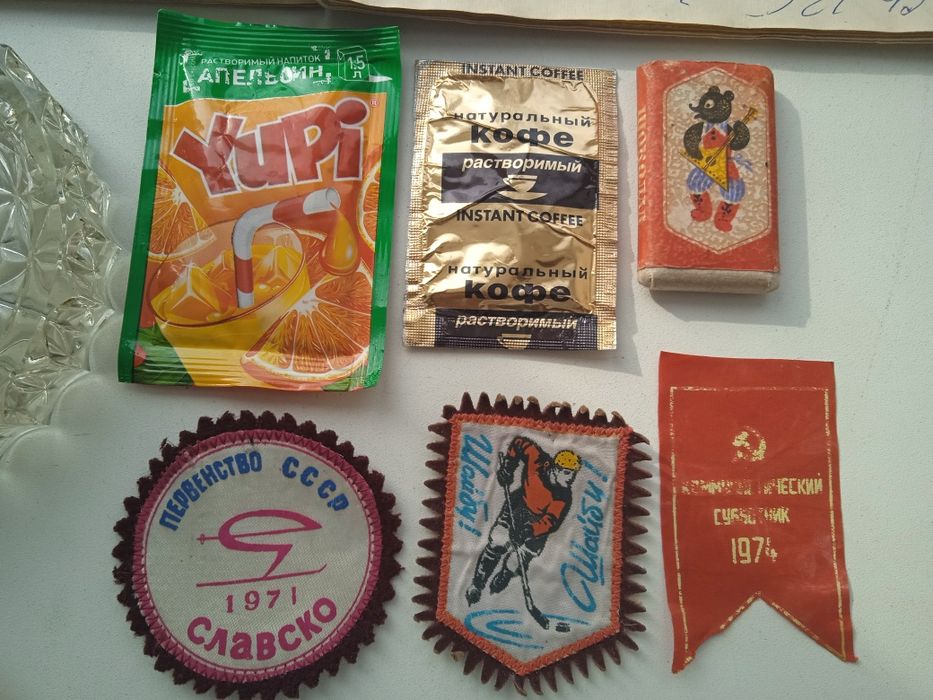 РАСТВОРИМЫЙ НАПИТОК
АПЕЛЬСИН
1,5
л
YUPi®
INSTANT COFFEE
натуральный
кофе
растворимый
INSTANT COFFEE
натуральный
кофе
растворимый
ПЕРВЕНСТВО СССР
1971
СЛАВСКО
Шайбу!
Шайбу!
КОММУНИСТИЧЕСКИЙ
СУББОТНИК
1974